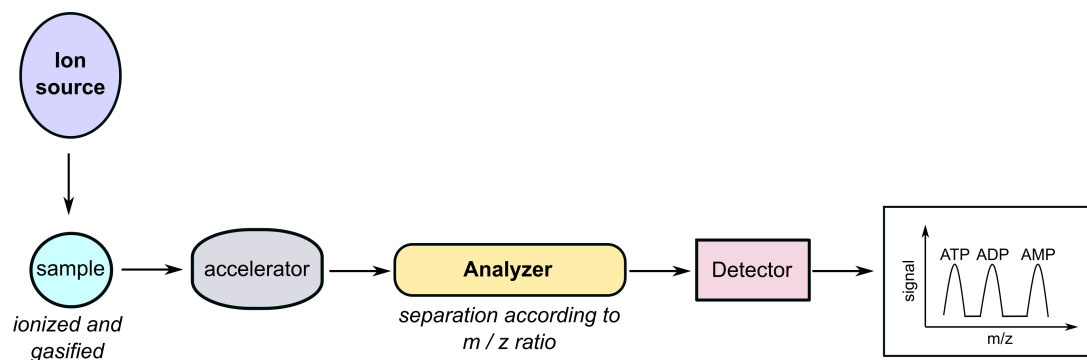 Ion
source
sample
ionized and
gasified
accelerator
Analyzer
separation according to
m / z ratio
Detector
signal
ATP ADP AMP
m/z